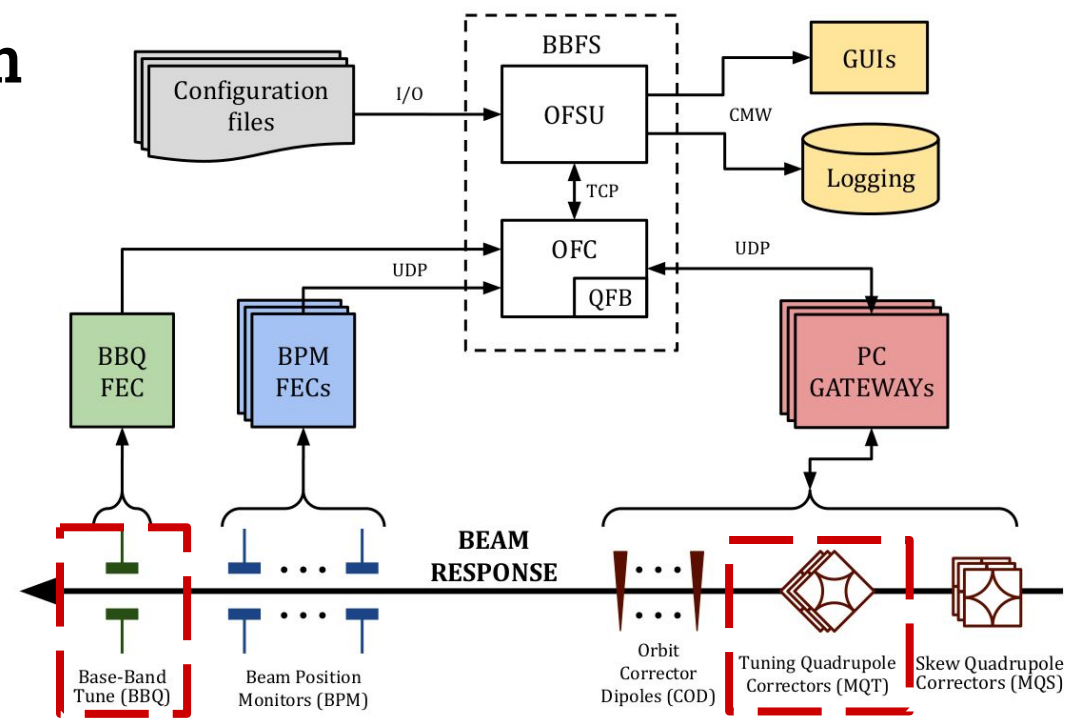 n
BBFS
Configuration
files
I/O
OFSU
GUIs
CMW
Logging
TCP
OFC
QFB
UDP
UDP
BBQ
FEC
BPM
FECs
PC
GATEWAYs
BEAM
RESPONSE
Base-Band
Tune (BBQ)
Beam Position
Monitors (BPM)
Orbit
Corrector
Dipoles (COD)
Tuning Quadrupole
Correctors (MQT)
Skew Quadrupole
Correctors (MQS)